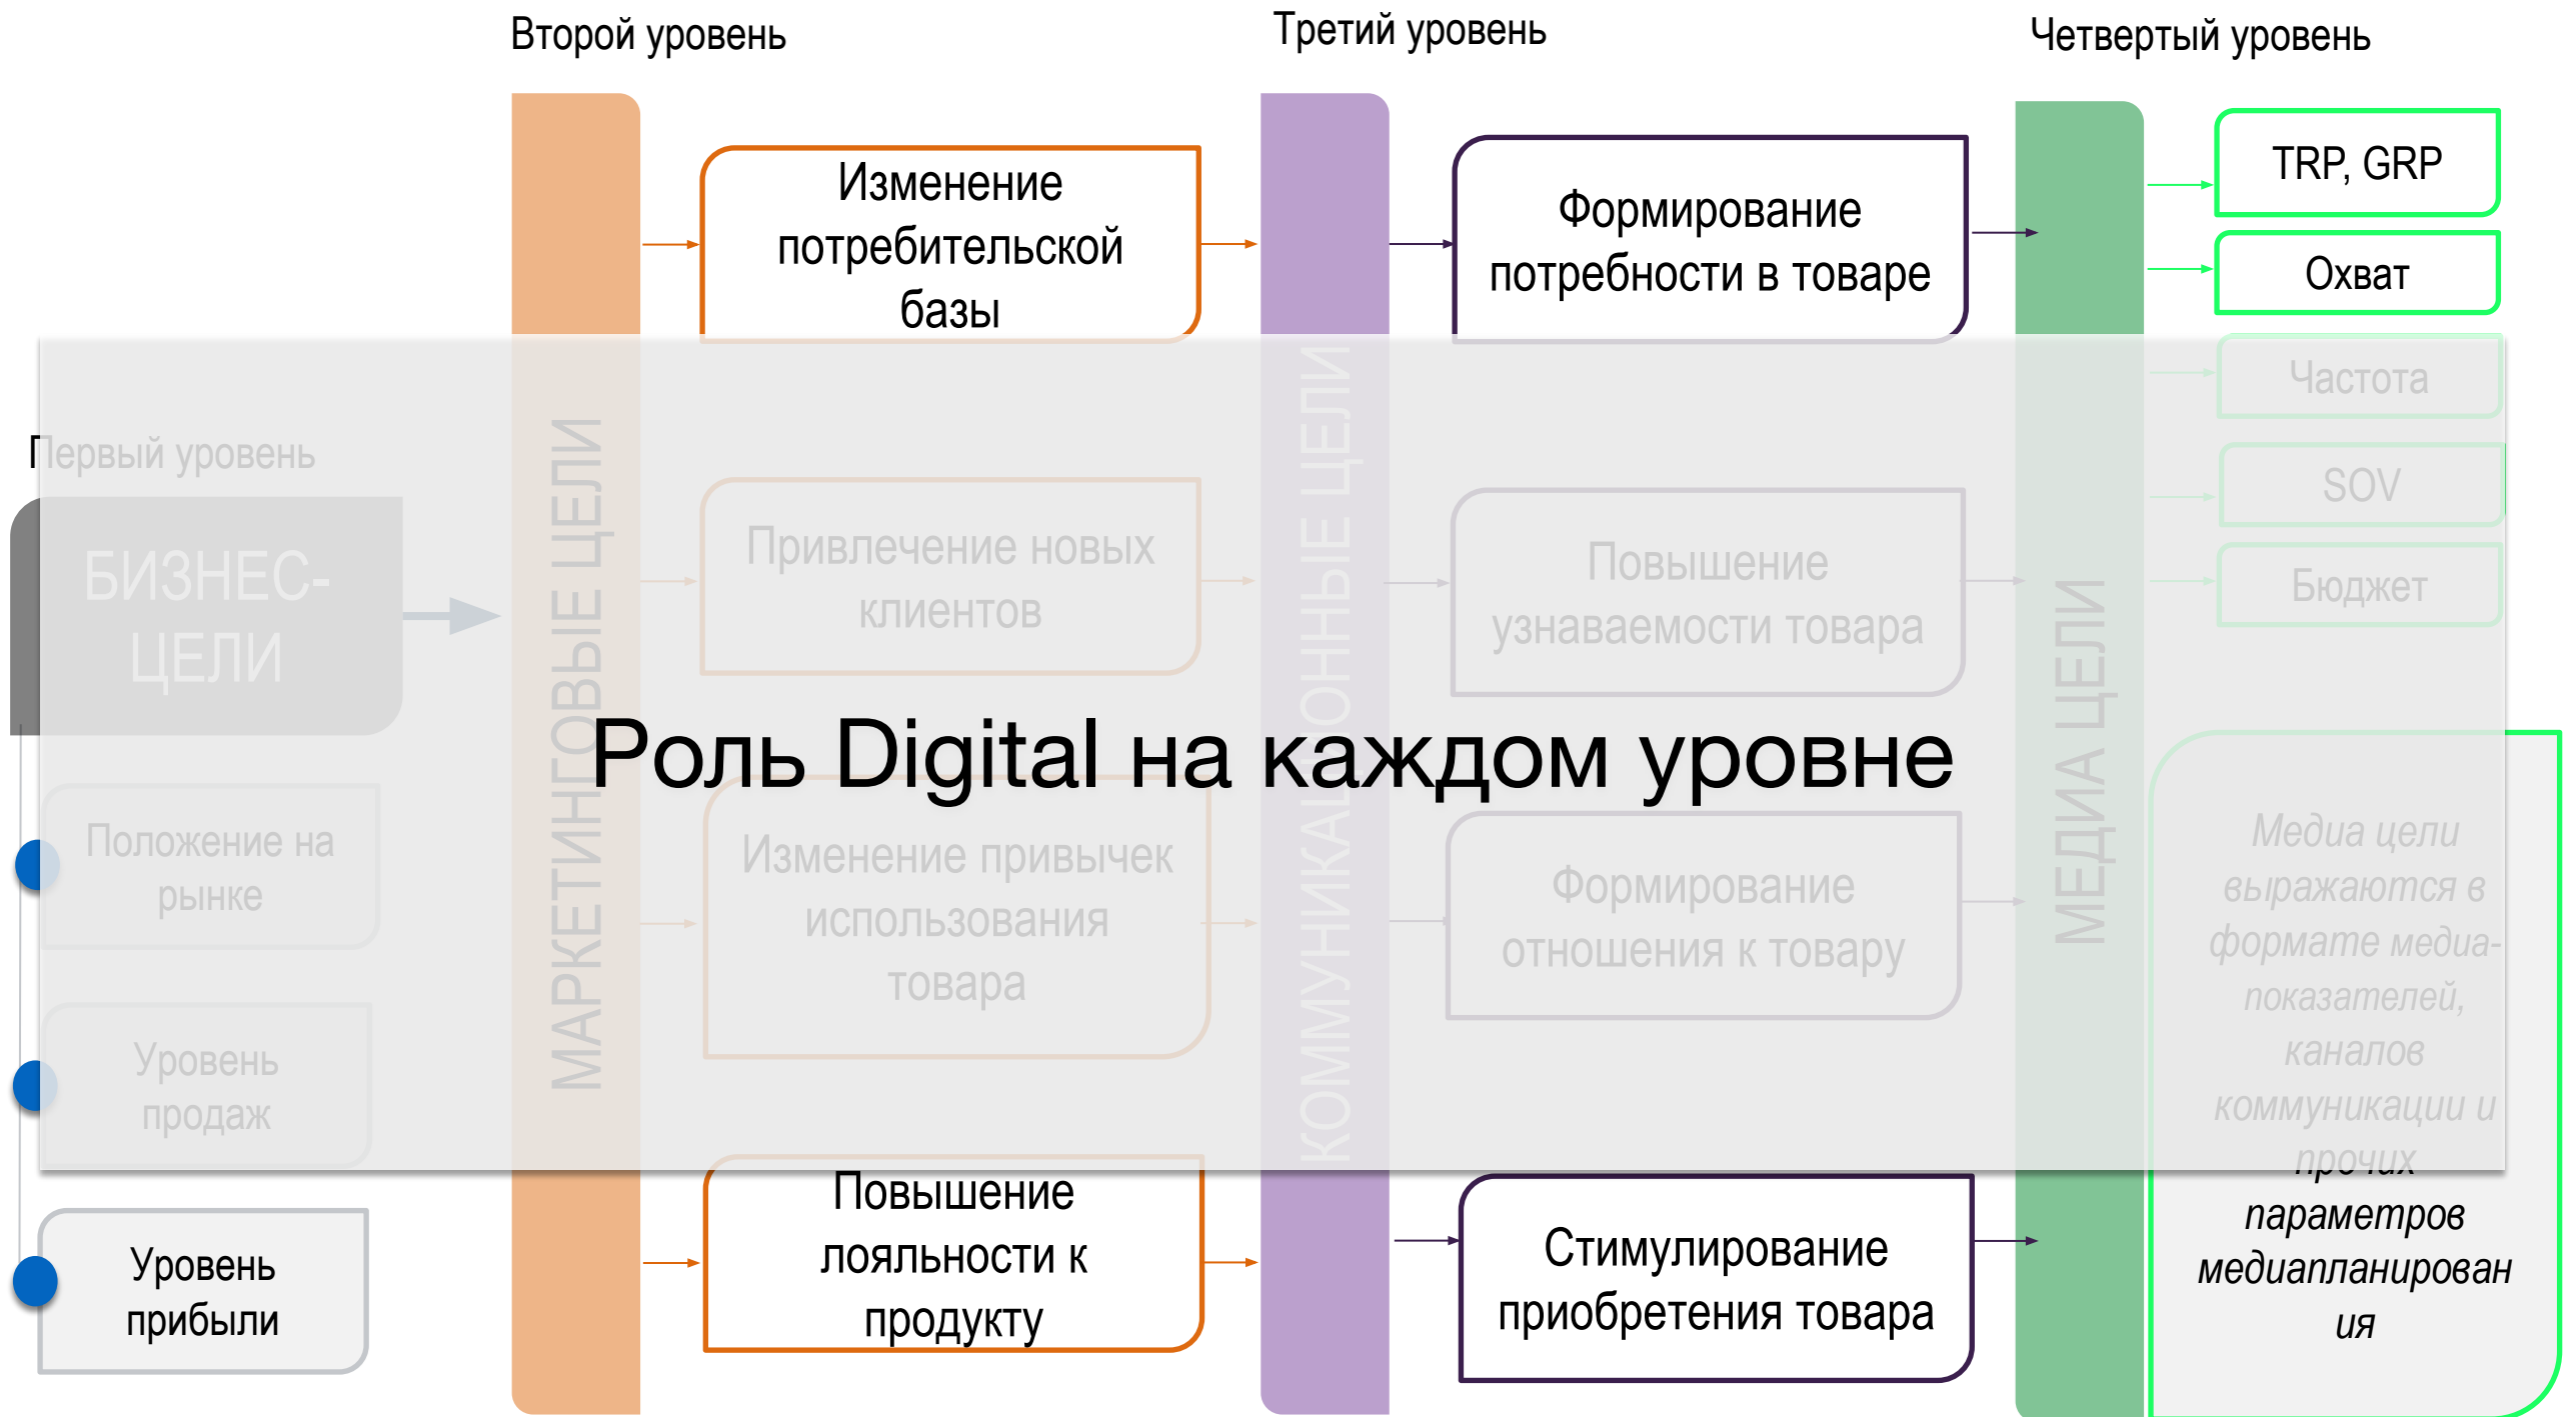 Второй уровень
Третий уровень
Четвертый уровень
Изменение
потребительской
базы
Формирование
потребности в товаре
TRP, GRP
Охват
Частота
SOV
Бюджет
Первый уровень
БИЗНЕС-
ЦЕЛИ
МАРКЕТИНГОВЫЕ ЦЕЛИ
Привлечение новых
клиентов
КОММУНИКАЦИОННЫЕ ЦЕЛИ
Повышение
узнаваемости товара
МЕДИА ЦЕЛИ
Роль Digital на каждом уровне
Положение на
рынке
Изменение привычек
использования
товара
Формирование
отношения к товару
Медиа цели
выражаются в
формате медиа-
показателей,
каналов
коммуникации и
прочих
параметров
медиапланирован
ия
Уровень
продаж
Уровень
прибыли
Повышение
лояльности к
продукту
Стимулирование
приобретения товара